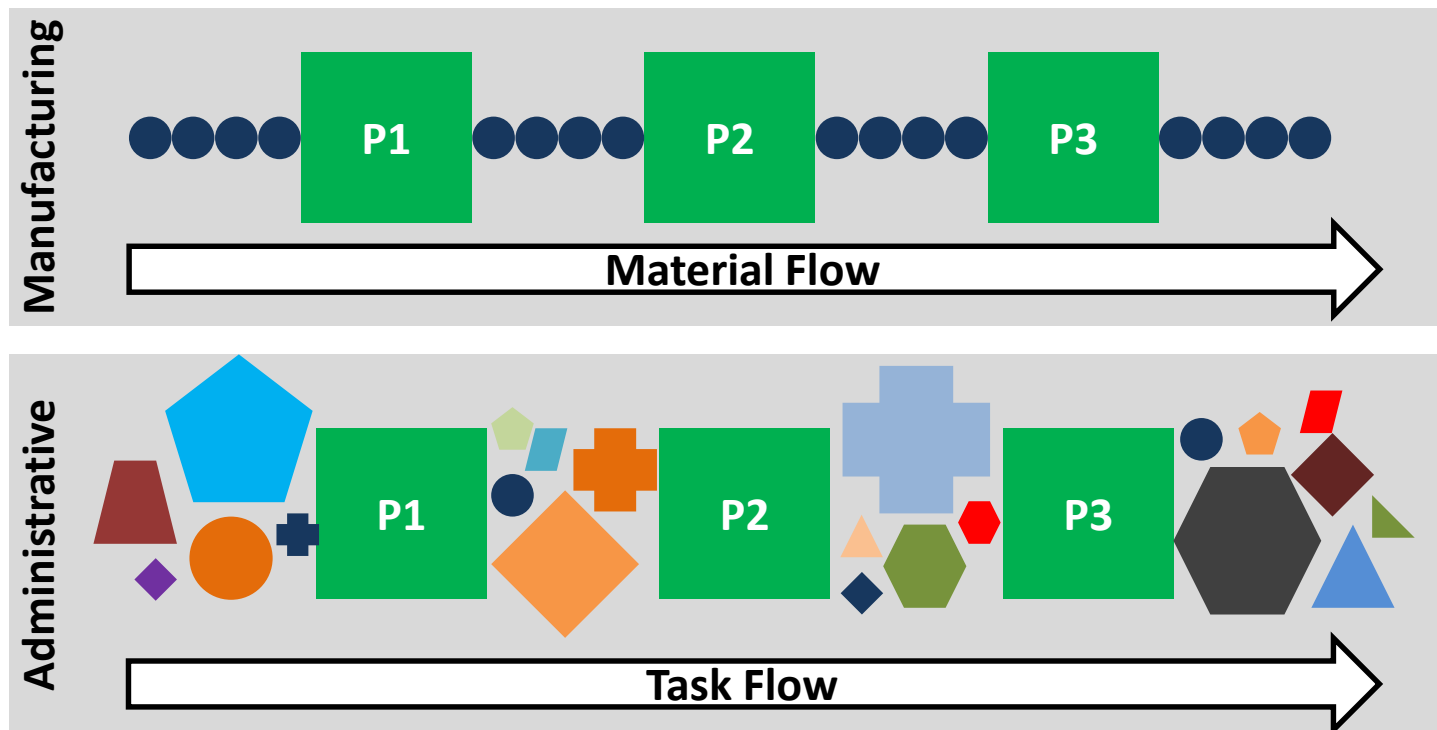 Manufacturing
P1
P2
P3
Material Flow
Administrative
P1
P2
P3
Task Flow